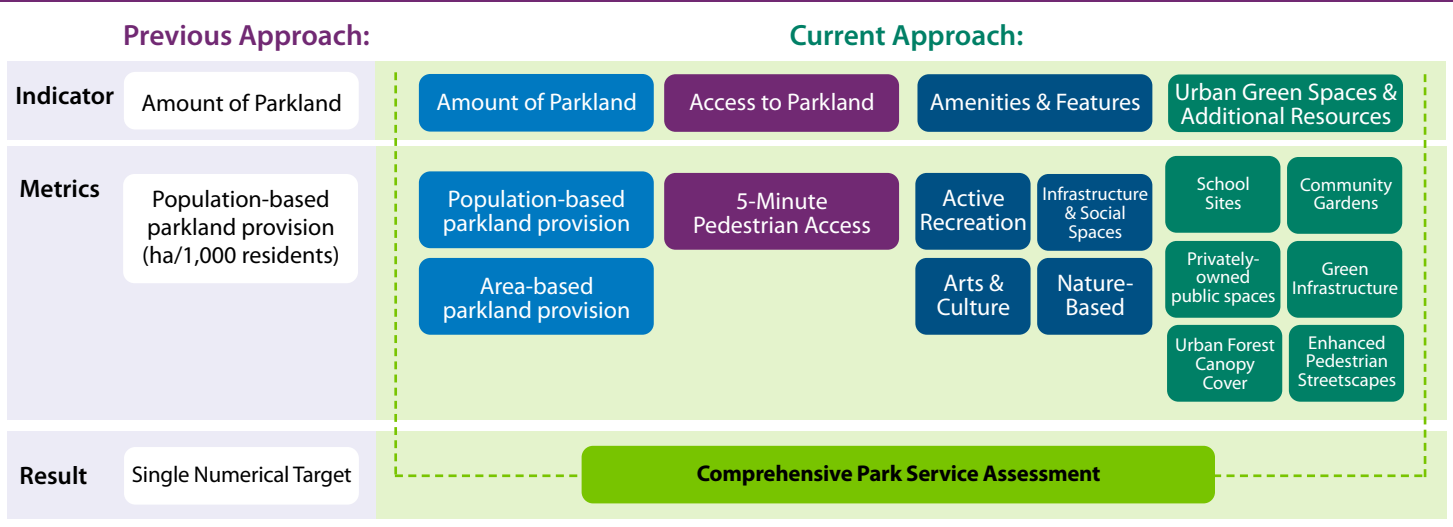 Previous Approach:
Current Approach:
Indicator
Amount of Parkland
Amount of Parkland
Access to Parkland
Amenities & Features
Urban Green Spaces &
Additional Resources
Metrics
Population-based
parkland provision
(ha/1,000 residents)
Population-based
parkland provision
Area-based
parkland provision
5-Minute
Pedestrian Access
Active
Recreation
Infrastructure
& Social
Spaces
Arts &
Culture
Nature-
Based
School
Sites
Community
Gardens
Privately-
owned
public spaces
Green
Infrastructure
Urban Forest
Canopy
Cover
Enhanced
Pedestrian
Streetscapes
Result
Single Numerical Target
Comprehensive Park Service Assessment